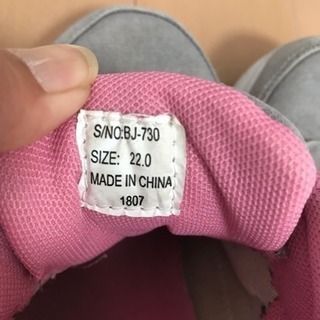 S/NO:BJ-730
SIZE: 22.0
MADE IN CHINA
1807